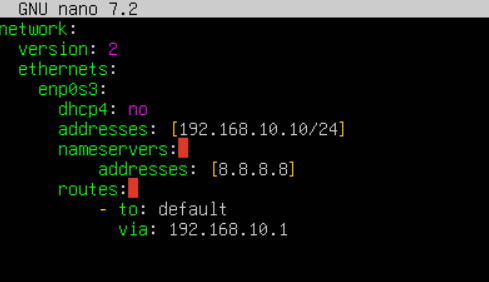 GNU nano 7.2
network:
  version: 2
  ethernets:
    enp0s3:
      dhcp4: no
      addresses: [192.168.10.10/24]
      nameservers:
          addresses: [8.8.8.8]
      routes:
          - to: default
            via: 192.168.10.1